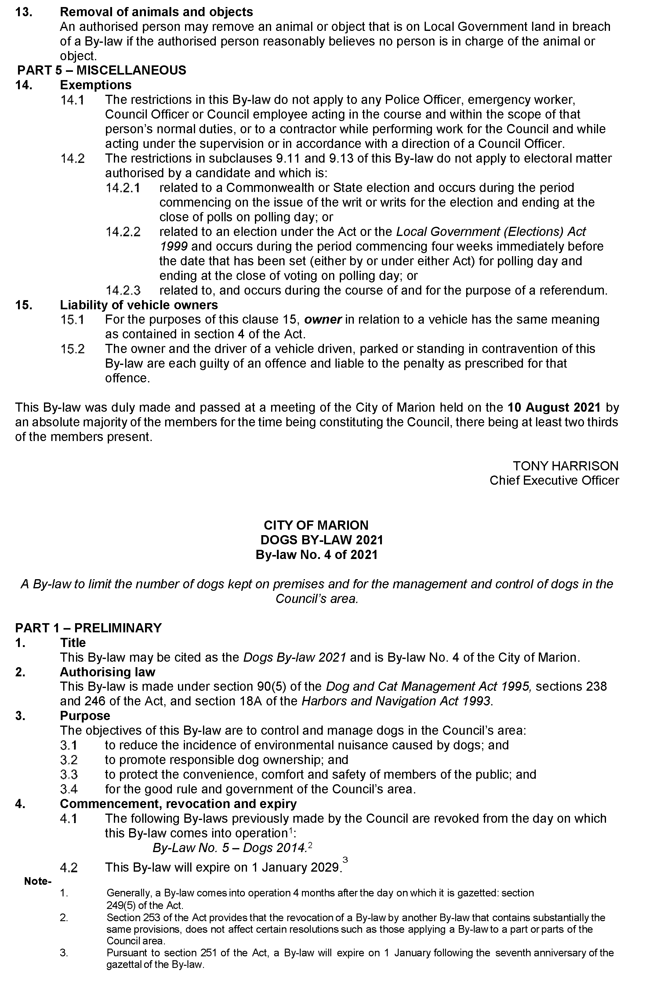 13. Removal of animals and objects
An authorised person may remove an animal or object that is on Local Government land in breach
of a By-law if the authorised person reasonably believes no person is in charge of the animal or
object.
PART 5 – MISCELLANEOUS
14. Exemptions
14.1 The restrictions in this By-law do not apply to any Police Officer, emergency worker,
Council Officer or Council employee acting in the course and within the scope of that
person's normal duties, or to a contractor while performing work for the Council and while
acting under the supervision or in accordance with a direction of a Council Officer.
14.2 The restrictions in subclauses 9.11 and 9.13 of this By-law do not apply to electoral matter
authorised by a candidate and which is:
14.2.1 related to a Commonwealth or State election and occurs during the period
commencing on the issue of the writ or writs for the election and ending at the
close of polls on polling day; or
14.2.2 related to an election under the Act or the Local Government (Elections) Act
1999 and occurs during the period commencing four weeks immediately before
the date that has been set (either by or under either Act) for polling day and
ending at the close of voting on polling day; or
14.2.3 related to, and occurs during the course of and for the purpose of a referendum.
15. Liability of vehicle owners
15.1 For the purposes of this clause 15, owner in relation to a vehicle has the same meaning
as contained in section 4 of the Act.
15.2 The owner and the driver of a vehicle driven, parked or standing in contravention of this
By-law are each guilty of an offence and liable to the penalty as prescribed for that
offence.
This By-law was duly made and passed at a meeting of the City of Marion held on the 10 August 2021 by
an absolute majority of the members for the time being constituting the Council, there being at least two thirds
of the members present.
TONY HARRISON
Chief Executive Officer
CITY OF MARION
DOGS BY-LAW 2021
By-law No. 4 of 2021
A By-law to limit the number of dogs kept on premises and for the management and control of dogs in the
Council's area.
PART 1 – PRELIMINARY
1. Title
This By-law may be cited as the Dogs By-law 2021 and is By-law No. 4 of the City of Marion.
2. Authorising law
This By-law is made under section 90(5) of the Dog and Cat Management Act 1995, sections 238
and 246 of the Act, and section 18A of the Harbors and Navigation Act 1993.
3. Purpose
The objectives of this By-law are to control and manage dogs in the Council's area:
3.1 to reduce the incidence of environmental nuisance caused by dogs; and
3.2 to promote responsible dog ownership; and
3.3 to protect the convenience, comfort and safety of members of the public; and
3.4 for the good rule and government of the Council's area.
4. Commencement, revocation and expiry
4.1 The following By-laws previously made by the Council are revoked from the day on which
this By-law comes into operation¹:
By-Law No. 5 – Dogs 2014.²
4.2 This By-law will expire on 1 January 2029.³
Note-
1. Generally, a By-law comes into operation 4 months after the day on which it is gazetted: section
249(5) of the Act.
2. Section 253 of the Act provides that the revocation of a By-law by another By-law that contains substantially the
same provisions, does not affect certain resolutions such as those applying a By-law to a part or parts of the
Council area.
3. Pursuant to section 251 of the Act, a By-law will expire on 1 January following the seventh anniversary of the
gazettal of the By-law.